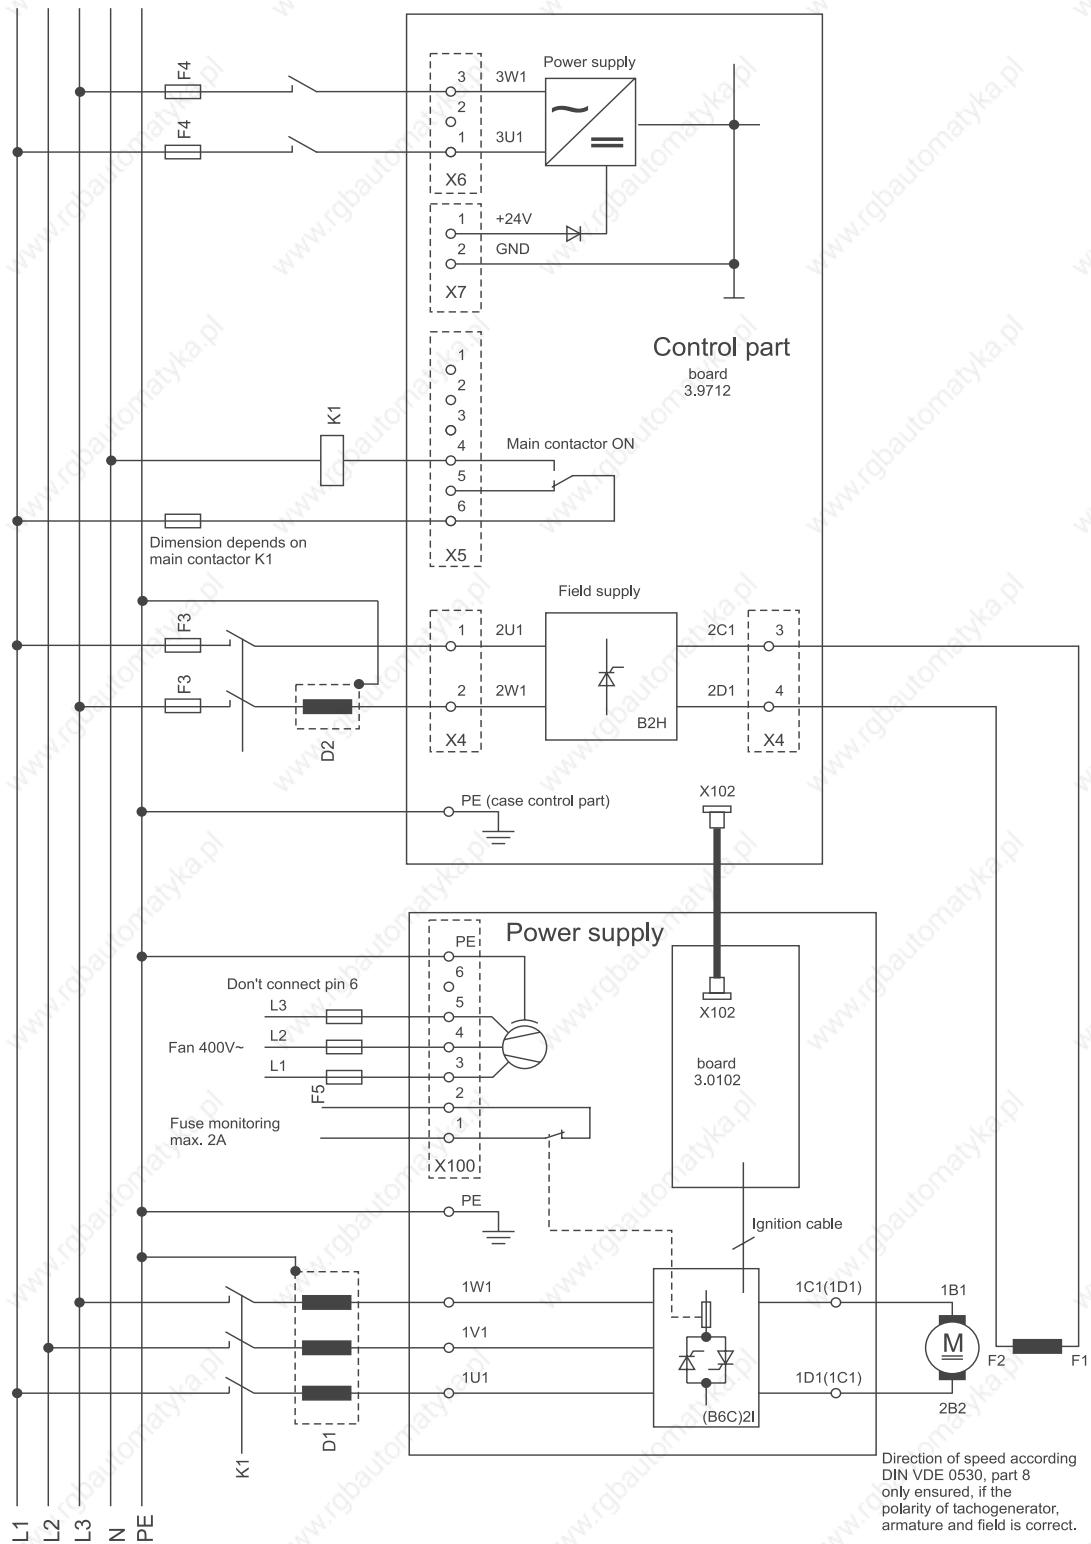 F4
3
3W1
Power supply
2
F4
1
3U1
X6
1
+24V
2
GND
X7
Control part
board
3.9712
1
2
3
K1
4
Main contactor ON
5
6
Dimension depends on
main contactor K1
X5
Field supply
F3
1
2U1
2C1
3
F3
2
2W1
2D1
4
B2H
D2
X4
X4
PE (case control part)
X102
Power supply
PE
6
Don't connect pin 6
L3
5
X102
L2
4
Fan 400V~
L1
3
board
3.0102
F5
2
Fuse monitoring
max. 2A
1
X100
PE
Ignition cable
1W1
1C1(1D1)
1B1
1V1
M
F2
F1
1U1
1D1(1C1)
2B2
(B6C)2I
D1
K1
Direction of speed according
DIN VDE 0530, part 8
only ensured, if the
polarity of tachogenerator,
armature and field is correct.
L1
L2
L3
N
PE
www.rgbautomatyka.pl